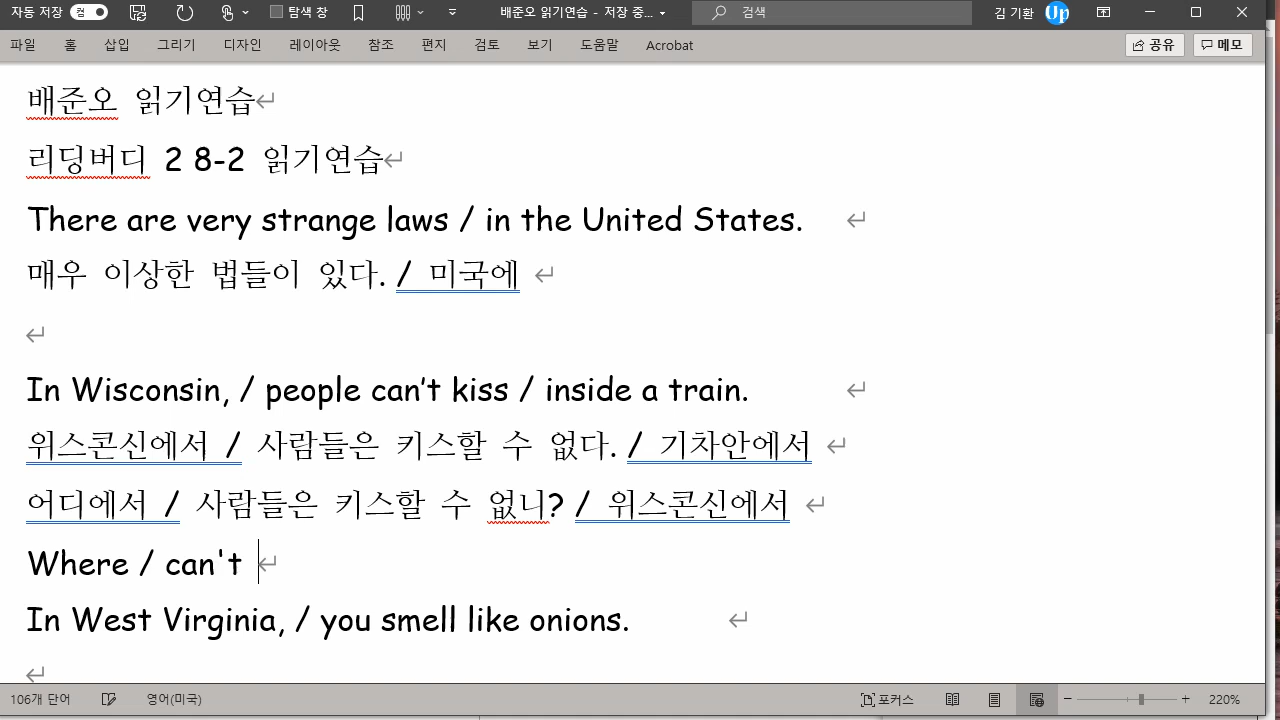 자동 저장 컴 탐색 창 배준오 읽기연습 - 저장 중... 검색 김 기환 Up
파일 홈 삽입 그리기 디자인 레이아웃 참조 편지 검토 보기 도움말 Acrobat 공유 메모
배준오 읽기연습
리딩버디 2 8-2 읽기연습
There are very strange laws / in the United States.
매우 이상한 법들이 있다. / 미국에
In Wisconsin, / people can’t kiss / inside a train.
위스콘신에서 / 사람들은 키스할 수 없다. / 기차안에서
어디에서 / 사람들은 키스할 수 없니? / 위스콘신에서
Where / can't
In West Virginia, / you smell like onions.
106개 단어 영어(미국) 포커스 220%